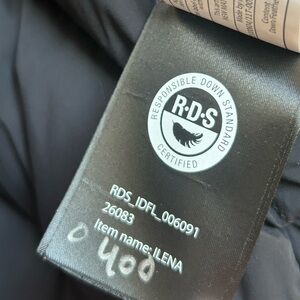 RESPONSIBLE DOWN STANDARD
R·D·S
CERTIFIED
RDS_IDFL_006091
26083
Item name: ILENA
0 400